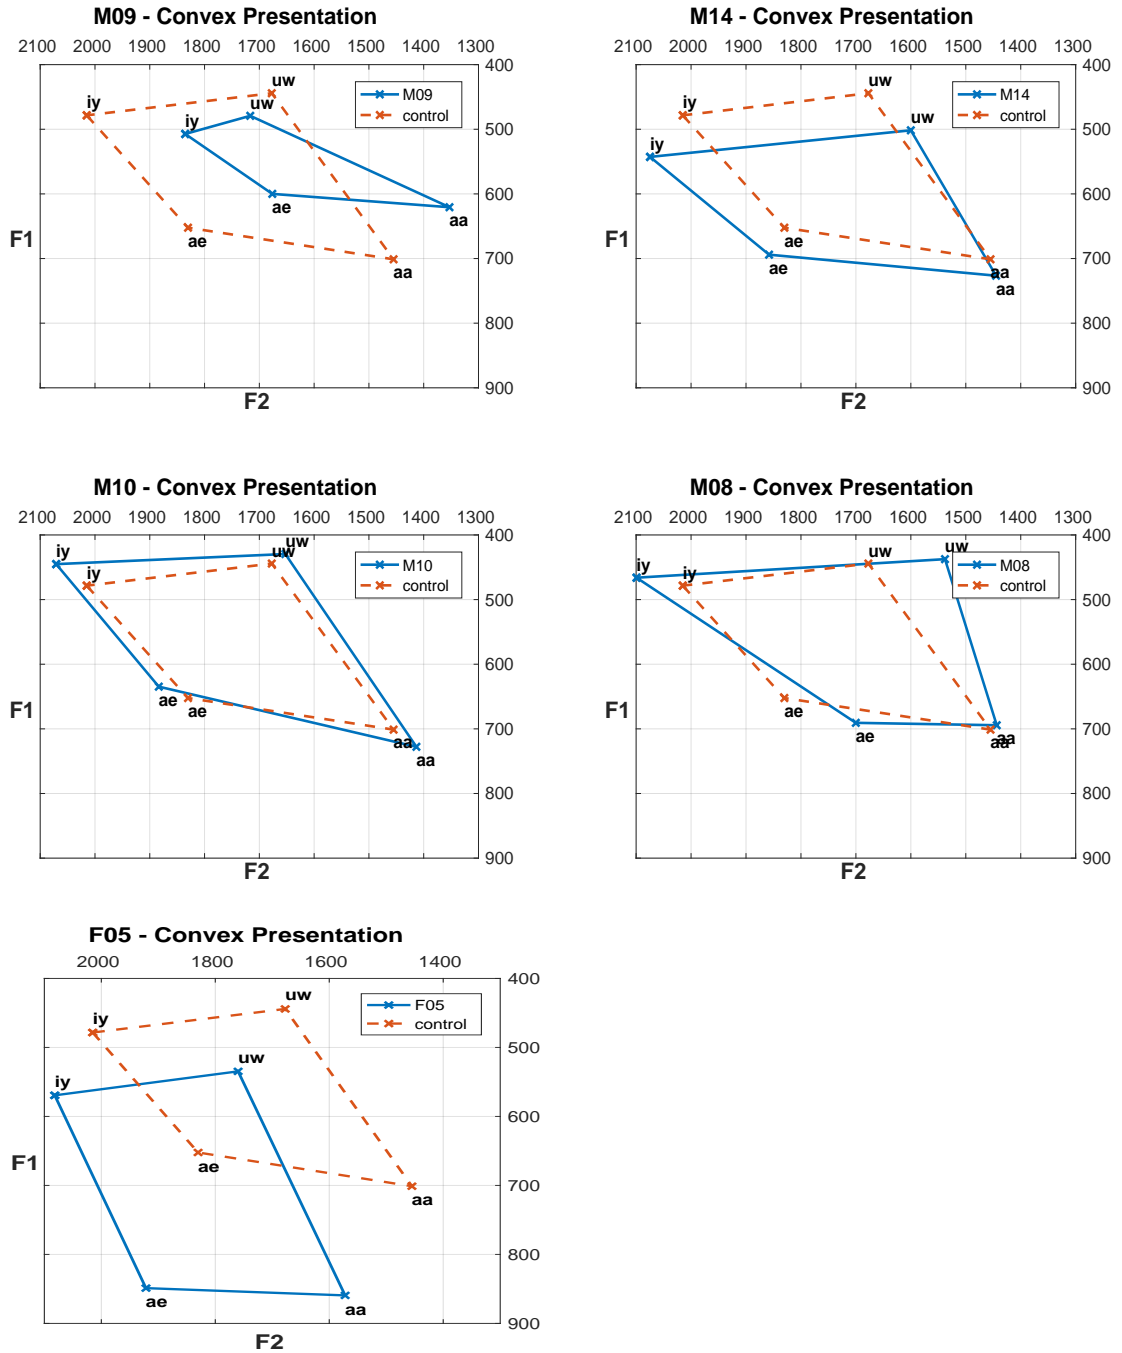 M09 - Convex Presentation
2100 2000 1900 1800 1700 1600 1500 1400 1300
400
500
600
700
800
900
F1
F2
M09
control
iy
uw
iy
uw
ae
aa
ae
aa
M14 - Convex Presentation
2100 2000 1900 1800 1700 1600 1500 1400 1300
400
500
600
700
800
900
F1
F2
M14
control
iy
uw
uw
iy
ae
aa
ae
aa
M10 - Convex Presentation
2100 2000 1900 1800 1700 1600 1500 1400 1300
400
500
600
700
800
900
F1
F2
M10
control
iy
uw
uw
iy
ae
ae
aa
aa
M08 - Convex Presentation
2100 2000 1900 1800 1700 1600 1500 1400 1300
400
500
600
700
800
900
F1
F2
M08
control
iy
iy
uw
uw
ae
ae
aa
aa
F05 - Convex Presentation
2000 1800 1600 1400
400
500
600
700
800
900
F1
F2
F05
control
iy
uw
iy
uw
ae
aa
ae
aa